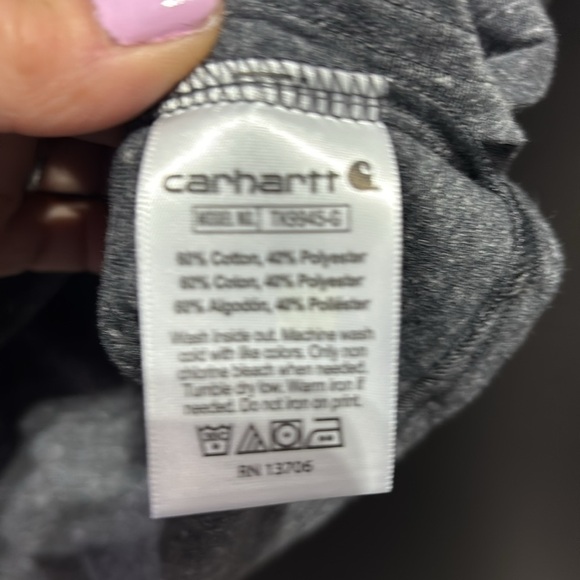 carhartt
MODEL NO. TK9945-G
60% Cotton, 40% Polyester
60% Coton, 40% Polyester
60% Algodón, 40% Poliéster
Wash inside out. Machine wash
cold with like colors. Only non
chlorine bleach when needed.
Tumble dry low. Warm iron if
needed. Do not iron on print.
30C
RN 13706